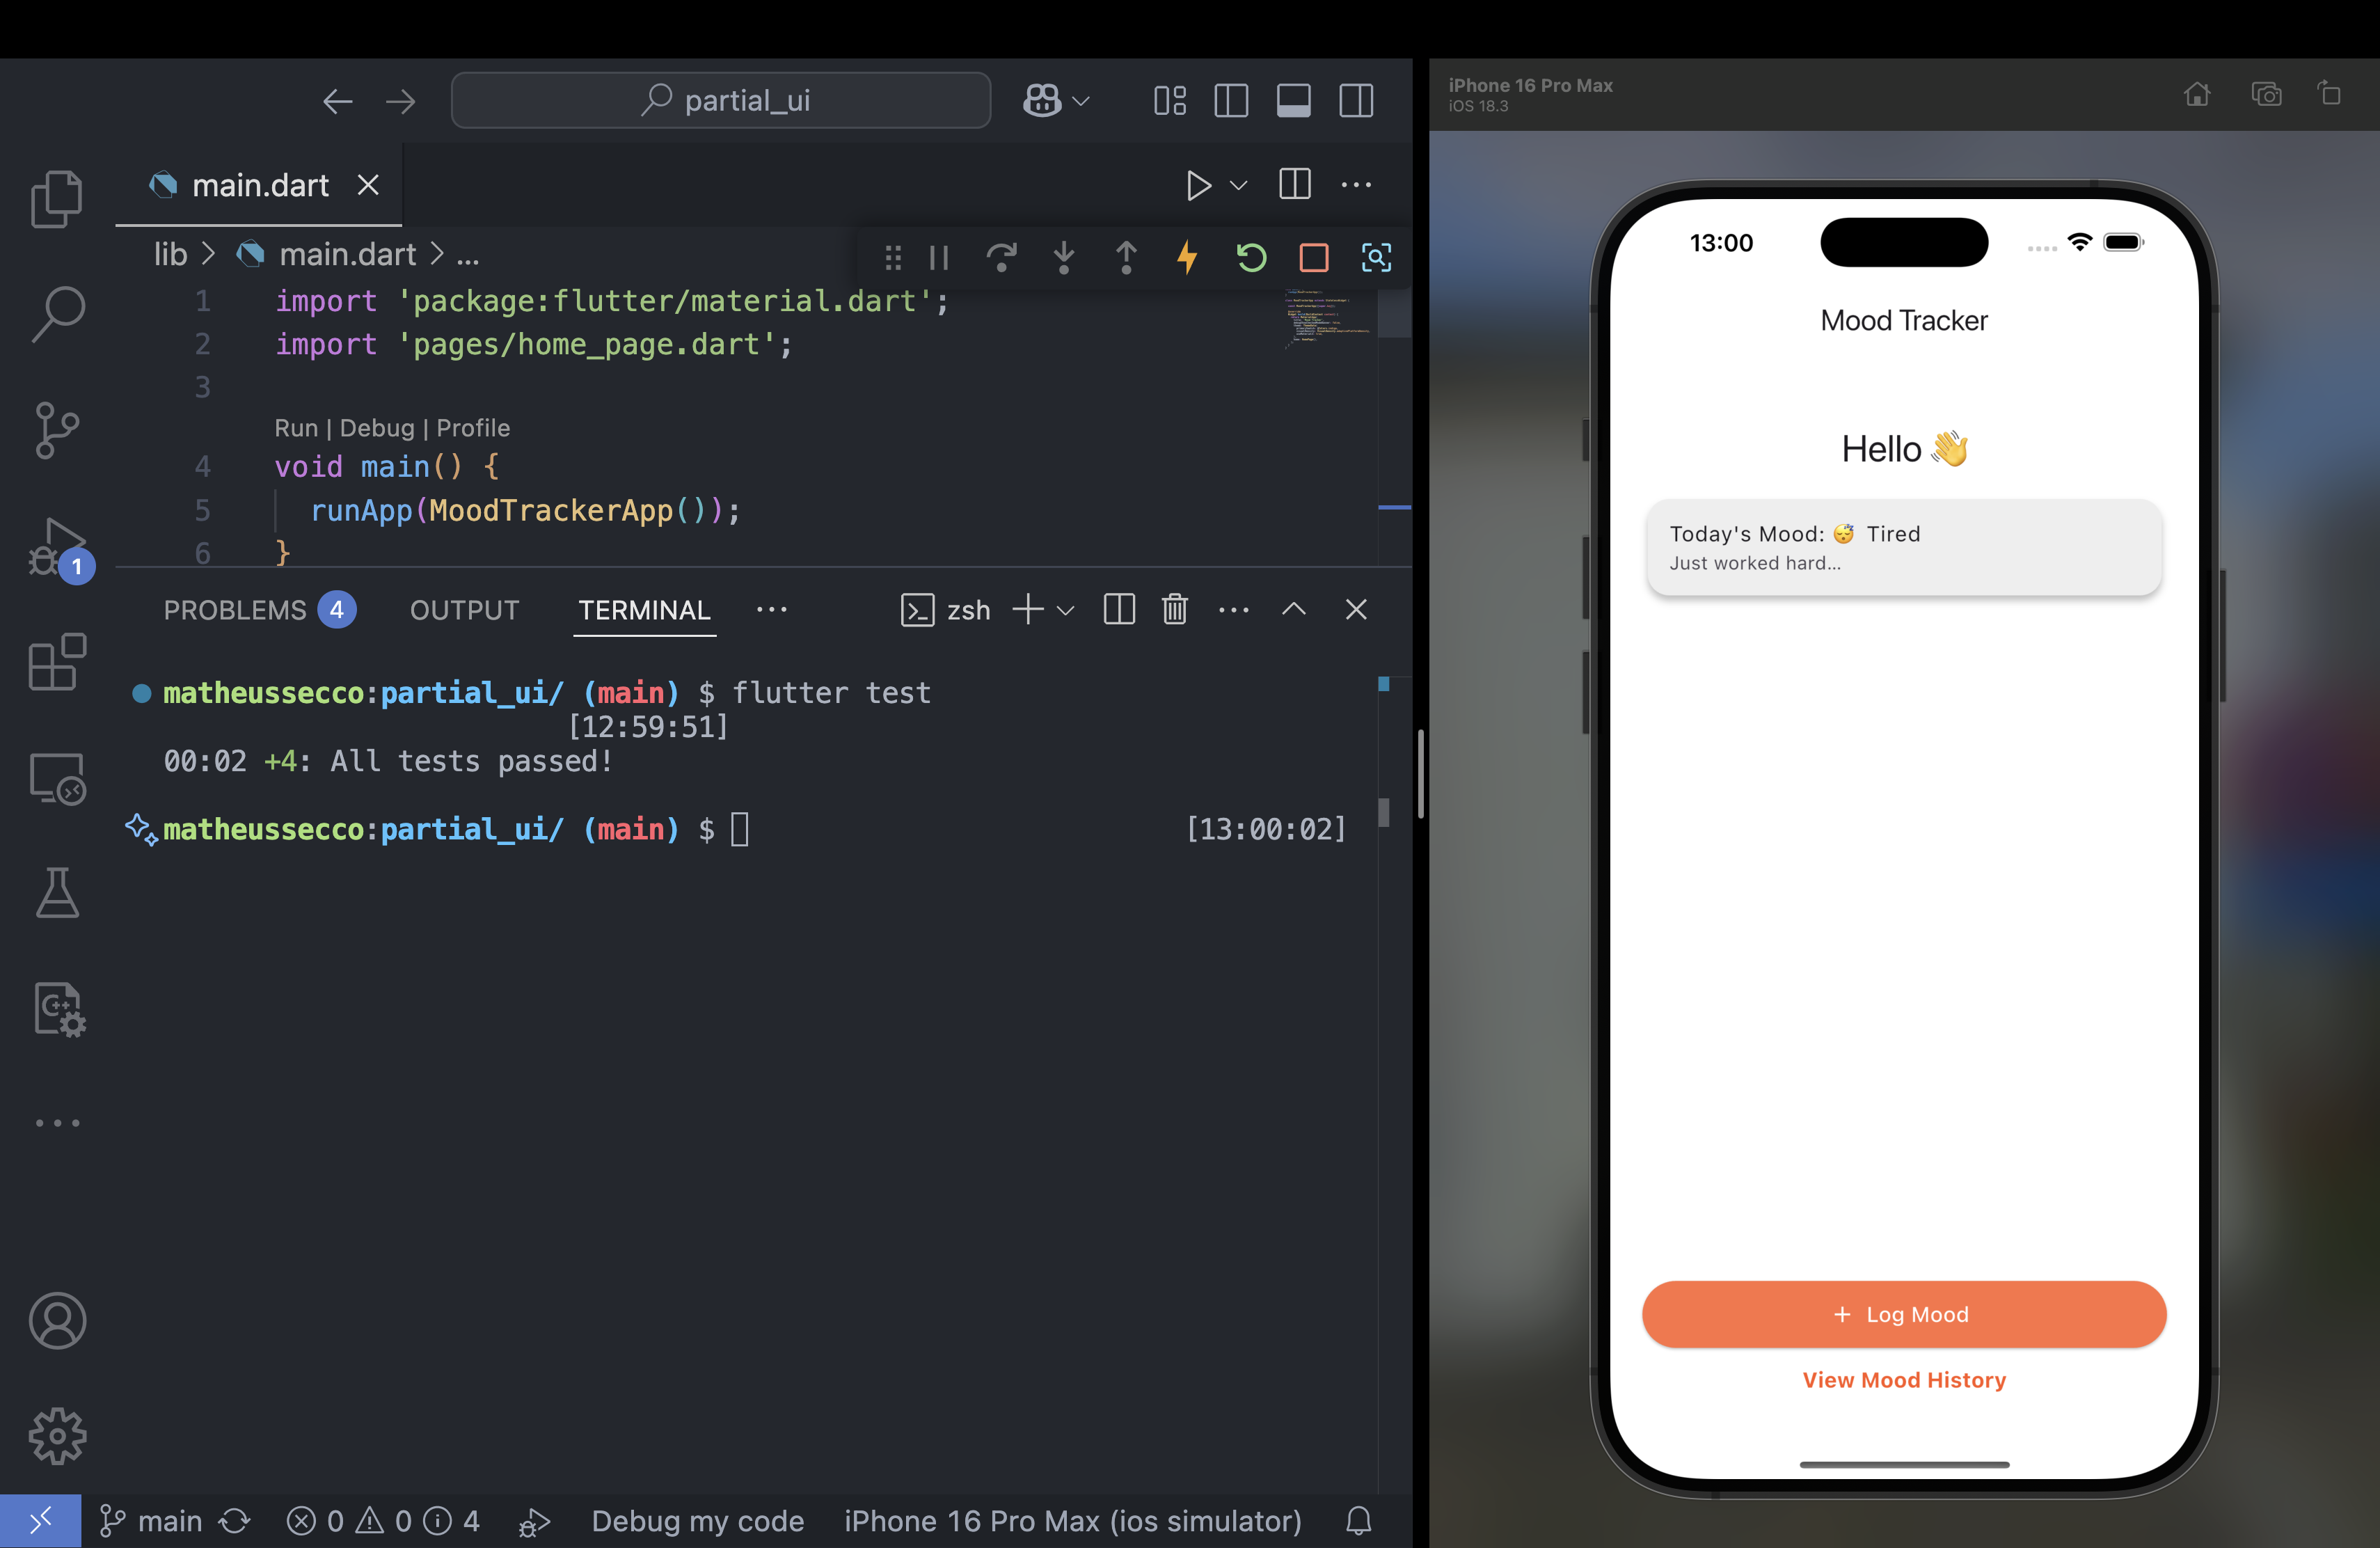 partial_ui
main.dart
lib > main.dart > ...
1 import 'package:flutter/material.dart';
2 import 'pages/home_page.dart';
3
Run | Debug | Profile
4 void main() {
5 runApp(MoodTrackerApp());
6 }
PROBLEMS 4 OUTPUT TERMINAL ... zsh
matheussecco:partial_ui/ (main) $ flutter test
[12:59:51]
00:02 +4: All tests passed!
matheussecco:partial_ui/ (main) $ [13:00:02]
1
C++
main 0 0 4 Debug my code iPhone 16 Pro Max (ios simulator)
iPhone 16 Pro Max
iOS 18.3
13:00
Mood Tracker
Hello 👋
Today's Mood: 😴 Tired
Just worked hard...
+ Log Mood
View Mood History